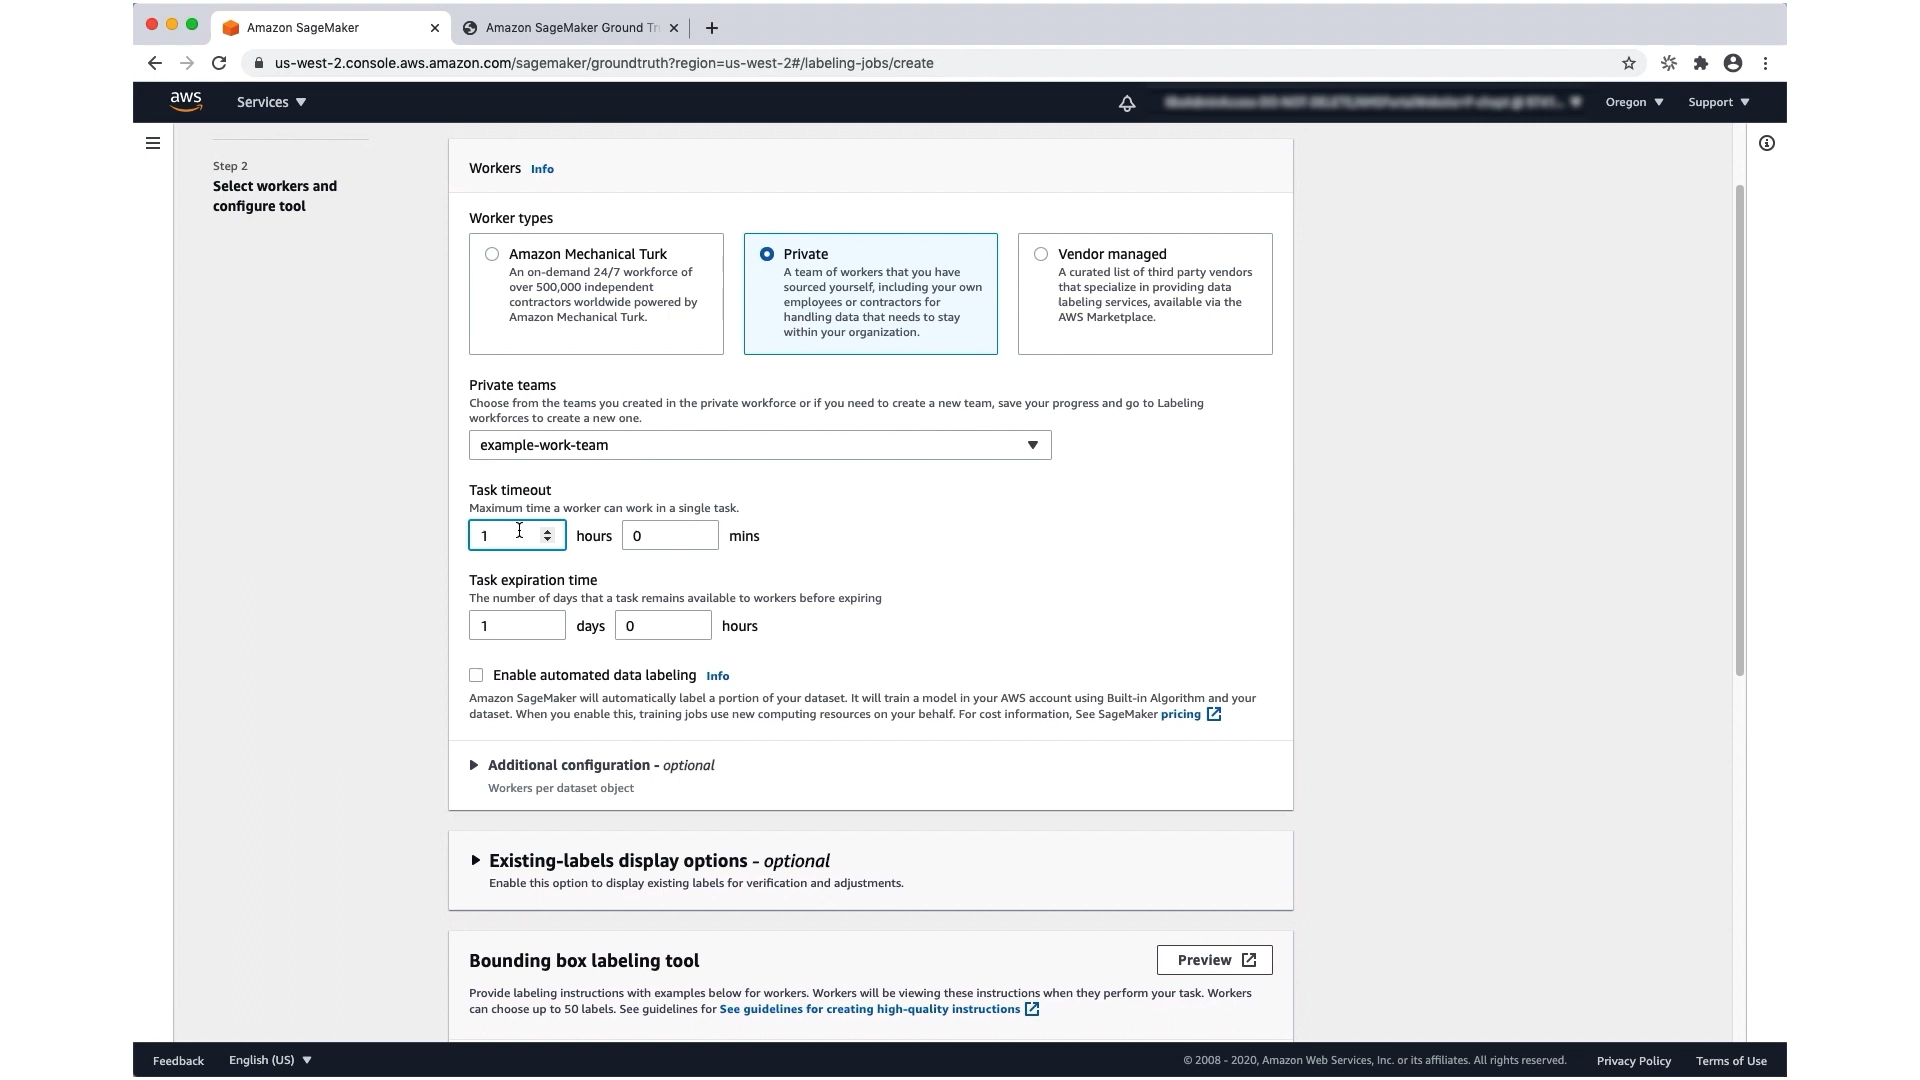 Amazon SageMaker
Amazon SageMaker Ground Tr
us-west-2.console.aws.amazon.com/sagemaker/groundtruth?region=us-west-2#/labeling-jobs/create
aws
Services
Oregon
Support
Step 2
Select workers and
configure tool
Workers Info
Worker types
Amazon Mechanical Turk
An on-demand 24/7 workforce of
over 500,000 independent
contractors worldwide powered by
Amazon Mechanical Turk.
Private
A team of workers that you have
sourced yourself, including your own
employees or contractors for
handling data that needs to stay
within your organization.
Vendor managed
A curated list of third party vendors
that specialize in providing data
labeling services, available via the
AWS Marketplace.
Private teams
Choose from the teams you created in the private workforce or if you need to create a new team, save your progress and go to Labeling
workforces to create a new one.
example-work-team
Task timeout
Maximum time a worker can work in a single task.
1 hours 0 mins
Task expiration time
The number of days that a task remains available to workers before expiring
1 days 0 hours
Enable automated data labeling Info
Amazon SageMaker will automatically label a portion of your dataset. It will train a model in your AWS account using Built-in Algorithm and your
dataset. When you enable this, training jobs use new computing resources on your behalf. For cost information, See SageMaker pricing
Additional configuration - optional
Workers per dataset object
Existing-labels display options - optional
Enable this option to display existing labels for verification and adjustments.
Bounding box labeling tool
Preview
Provide labeling instructions with examples below for workers. Workers will be viewing these instructions when they perform your task. Workers
can choose up to 50 labels. See guidelines for See guidelines for creating high-quality instructions
Feedback
English (US)
© 2008 - 2020, Amazon Web Services, Inc. or its affiliates. All rights reserved.
Privacy Policy
Terms of Use